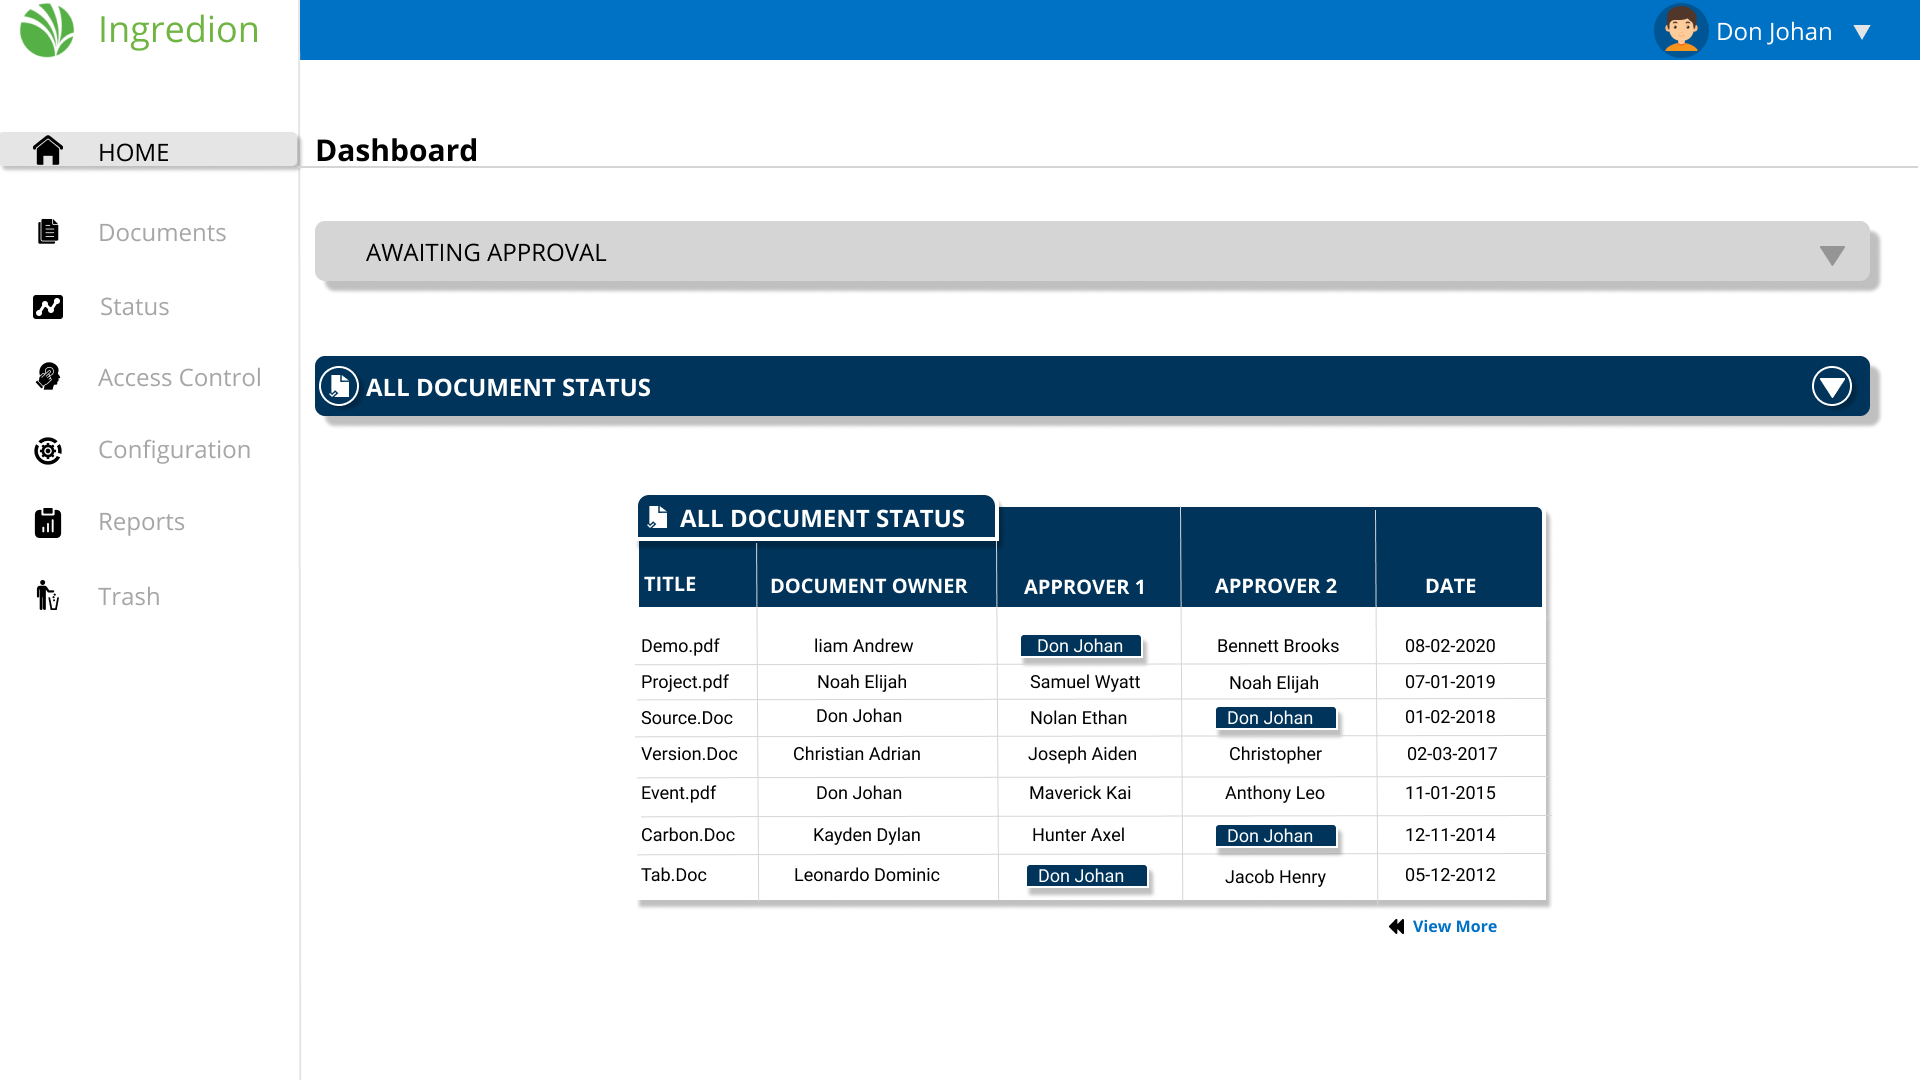 Ingredion
Don Johan
HOME
Dashboard
Documents
AWAITING APPROVAL
Status
Access Control
ALL DOCUMENT STATUS
Configuration
Reports
Trash
ALL DOCUMENT STATUS
TITLE DOCUMENT OWNER APPROVER 1 APPROVER 2 DATE
Demo.pdf liam Andrew Don Johan Bennett Brooks 08-02-2020
Project.pdf Noah Elijah Samuel Wyatt Noah Elijah 07-01-2019
Source.Doc Don Johan Nolan Ethan Don Johan 01-02-2018
Version.Doc Christian Adrian Joseph Aiden Christopher 02-03-2017
Event.pdf Don Johan Maverick Kai Anthony Leo 11-01-2015
Carbon.Doc Kayden Dylan Hunter Axel Don Johan 12-11-2014
Tab.Doc Leonardo Dominic Don Johan Jacob Henry 05-12-2012
View More